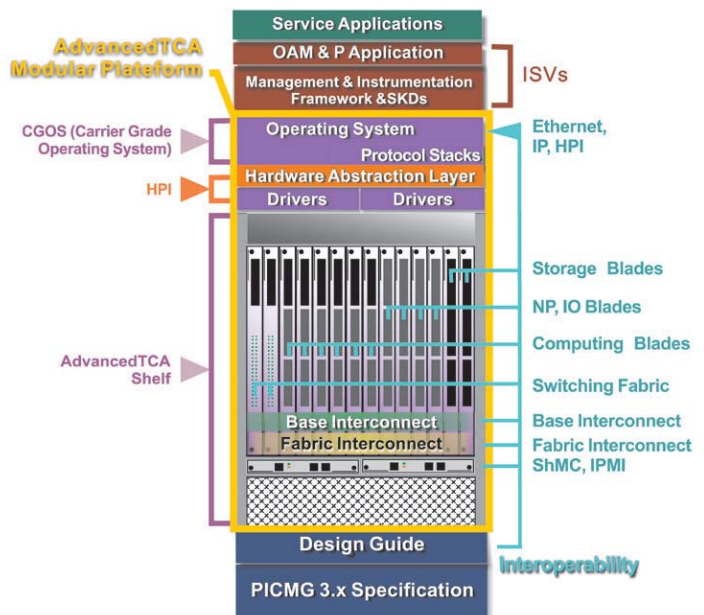 Service Applications
AdvancedTCA
Modular Plateform
OAM & P Application
Management & Instrumentation
Framework &SKDs
ISVs
CGOS (Carrier Grade
Operating System)
Operating System
Protocol Stacks
Ethernet,
IP, HPI
HPI
Hardware Abstraction Layer
Drivers
Drivers
Storage Blades
NP, IO Blades
Computing Blades
AdvancedTCA
Shelf
Switching Fabric
Base Interconnect
Base Interconnect
Fabric Interconnect
Fabric Interconnect
ShMC, IPMI
Design Guide
Interoperability
PICMG 3.x Specification